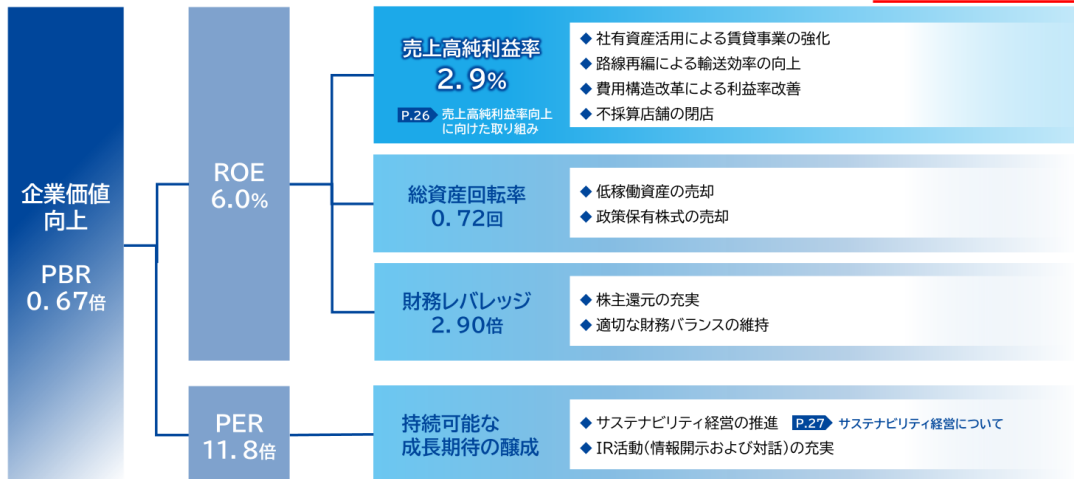 企業価値
向上
PBR
0.67倍
ROE
6.0%
売上高純利益率
2.9%
P.26 売上高純利益率向上
に向けた取り組み
◆ 社有資産活用による賃貸事業の強化
◆ 路線再編による輸送効率の向上
◆ 費用構造改革による利益率改善
◆ 不採算店舗の閉店
総資産回転率
0.72回
◆ 低稼働資産の売却
◆ 政策保有株式の売却
財務レバレッジ
2.90倍
◆ 株主還元の充実
◆ 適切な財務バランスの維持
PER
11.8倍
持続可能な
成長期待の醸成
◆ サステナビリティ経営の推進 P.27 サステナビリティ経営について
◆ IR活動(情報開示および対話)の充実